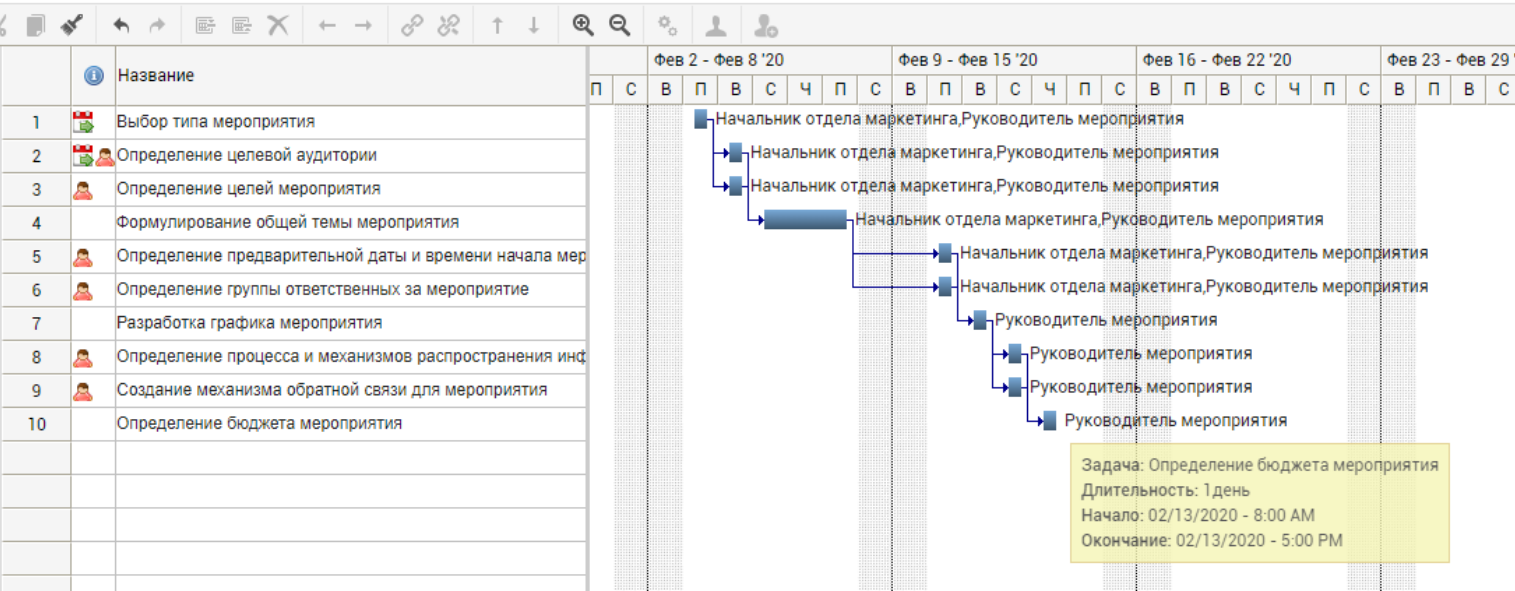 Фев 2 - Фев 8 '20 Фев 9 - Фев 15 '20 Фев 16 - Фев 22 '20 Фев 23 - Фев 29 '
Название
П С В П В С Ч П С В П В С Ч П С В П В С Ч П С В П В С
1 Выбор типа мероприятия Начальник отдела маркетинга,Руководитель мероприятия
2 Определение целевой аудитории Начальник отдела маркетинга,Руководитель мероприятия
3 Определение целей мероприятия Начальник отдела маркетинга,Руководитель мероприятия
4 Формулирование общей темы мероприятия Начальник отдела маркетинга,Руководитель мероприятия
5 Определение предварительной даты и времени начала мер Начальник отдела маркетинга,Руководитель мероприятия
6 Определение группы ответственных за мероприятие Начальник отдела маркетинга,Руководитель мероприятия
7 Разработка графика мероприятия Руководитель мероприятия
8 Определение процесса и механизмов распространения инф Руководитель мероприятия
9 Создание механизма обратной связи для мероприятия Руководитель мероприятия
10 Определение бюджета мероприятия Руководитель мероприятия
Задача: Определение бюджета мероприятия
Длительность: 1день
Начало: 02/13/2020 - 8:00 AM
Окончание: 02/13/2020 - 5:00 PM